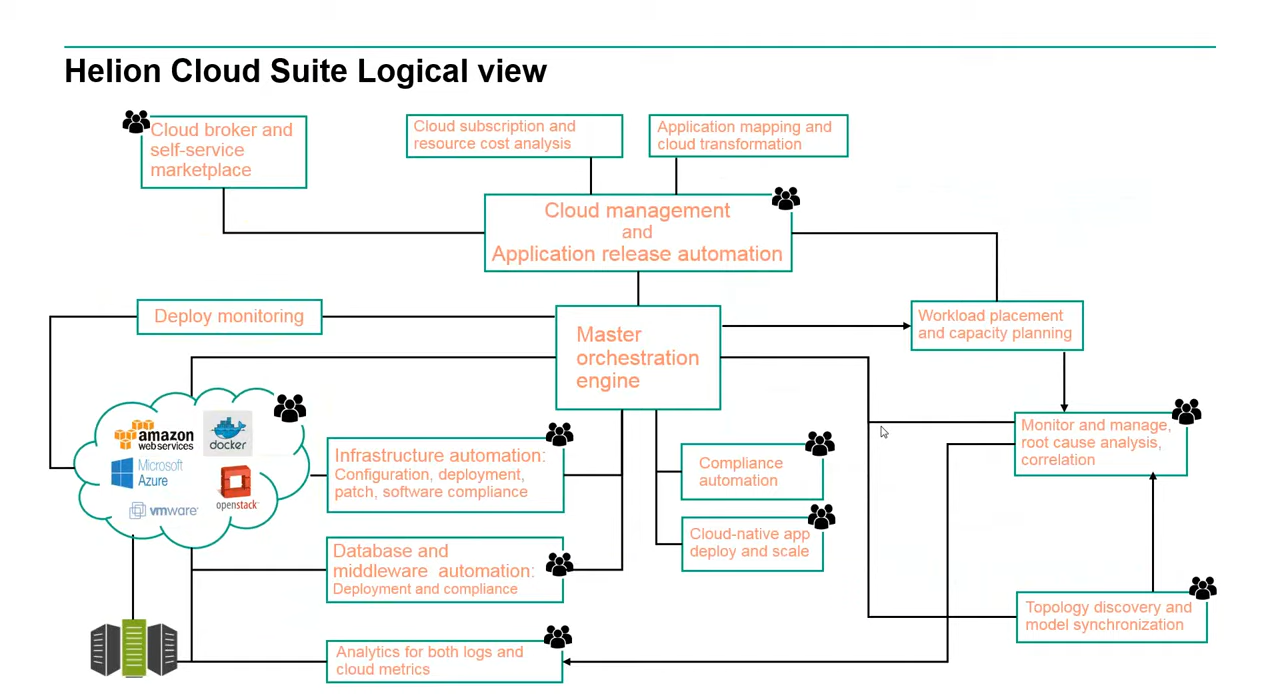 Helion Cloud Suite Logical view
Cloud broker and
self-service
marketplace
Cloud subscription and
resource cost analysis
Application mapping and
cloud transformation
Cloud management
and
Application release automation
Deploy monitoring
Master
orchestration
engine
Workload placement
and capacity planning
amazon
webservices
docker
Microsoft
Azure
openstack
vmware
Infrastructure automation:
Configuration, deployment,
patch, software compliance
Compliance
automation
Monitor and manage,
root cause analysis,
correlation
Cloud-native app
deploy and scale
Database and
middleware automation:
Deployment and compliance
Topology discovery and
model synchronization
Analytics for both logs and
cloud metrics